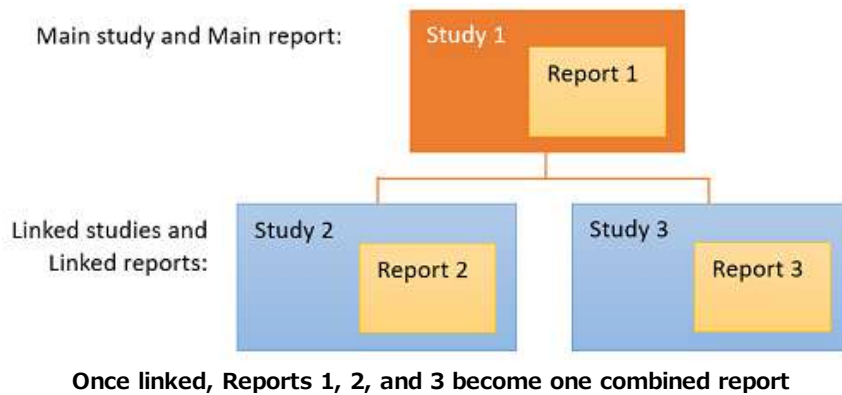 Main study and Main report:
Study 1
Report 1
Linked studies and
Linked reports:
Study 2
Report 2
Study 3
Report 3
Once linked, Reports 1, 2, and 3 become one combined report